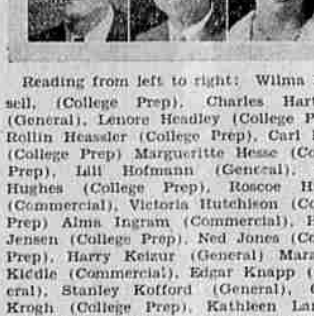 Reading from left to right: Wilma
sell, (College Prep), Charles Hart
(General), Lenore Headley (College P
Rollin Heassler (College Prep), Carl
(College Prep) Margueritte Hesse (Co
Prep), Lili Hofmann (General),
Hughes (College Prep), Roscoe H
(Commercial), Victoria Hutchison (Co
Prep) Alma Ingram (Commercial), H
Jensen (College Prep), Ned Jones (Co
Prep), Harry Keizur (General) Mara
Kiddie (Commercial), Edgar Knapp (
eral), Stanley Kofford (General),
Krogh (College Prep), Kathleen Lan